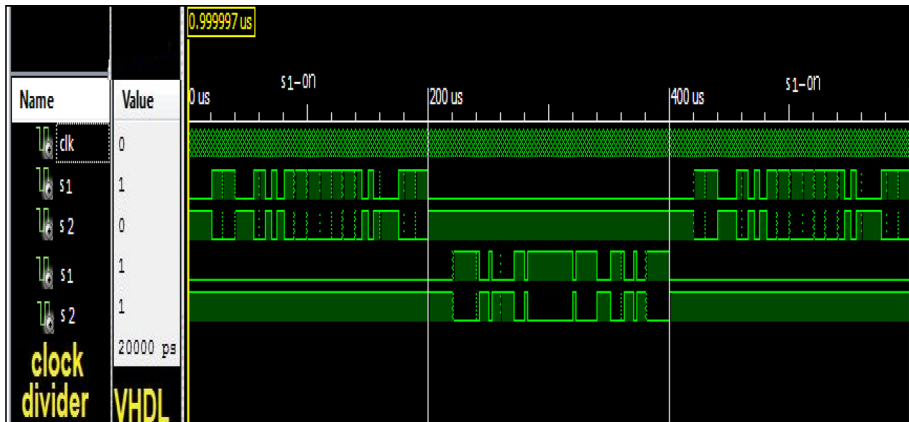 0.999997 us
s1-on
s1-on
Name
Value
0 us
200 us
400 us
clk
0
s1
1
s2
0
s1
1
s2
1
20000 ps
clock
divider
VHDL